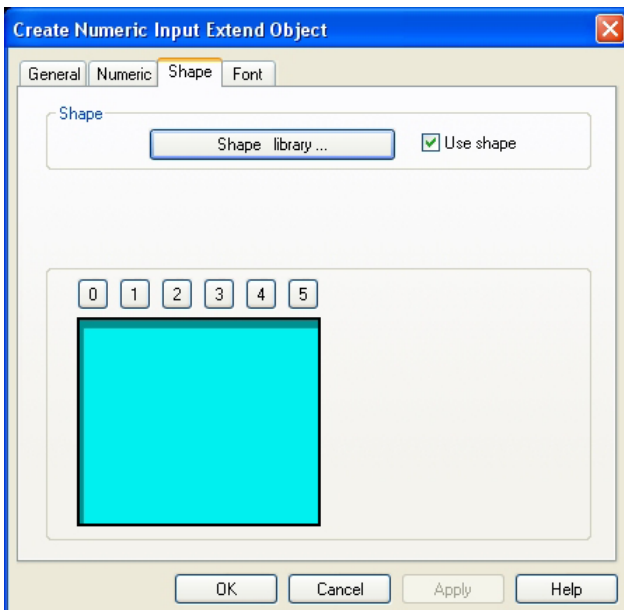 Create Numeric Input Extend Object
General Numeric Shape Font
Shape
Shape library ... Use shape
0 1 2 3 4 5
OK Cancel Apply Help